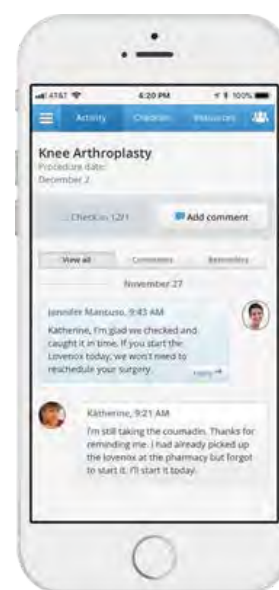 AT&T 4:20 PM 100%
Activity Checklist Resources
Knee Arthroplasty
Procedure date:
December 2
Check in 12/1 Add comment
View all Comments Reminders
November 27
Jennifer Mancuso, 9:43 AM
Katherine, I'm glad we checked and
caught it in time. If you start the
Lovenox today, we won't need to
reschedule your surgery.
reply
Katherine, 9:21 AM
I'm still taking the coumadin. Thanks for
reminding me. I had already picked up
the lovenox at the pharmacy but forgot
to start it. I'll start it today.